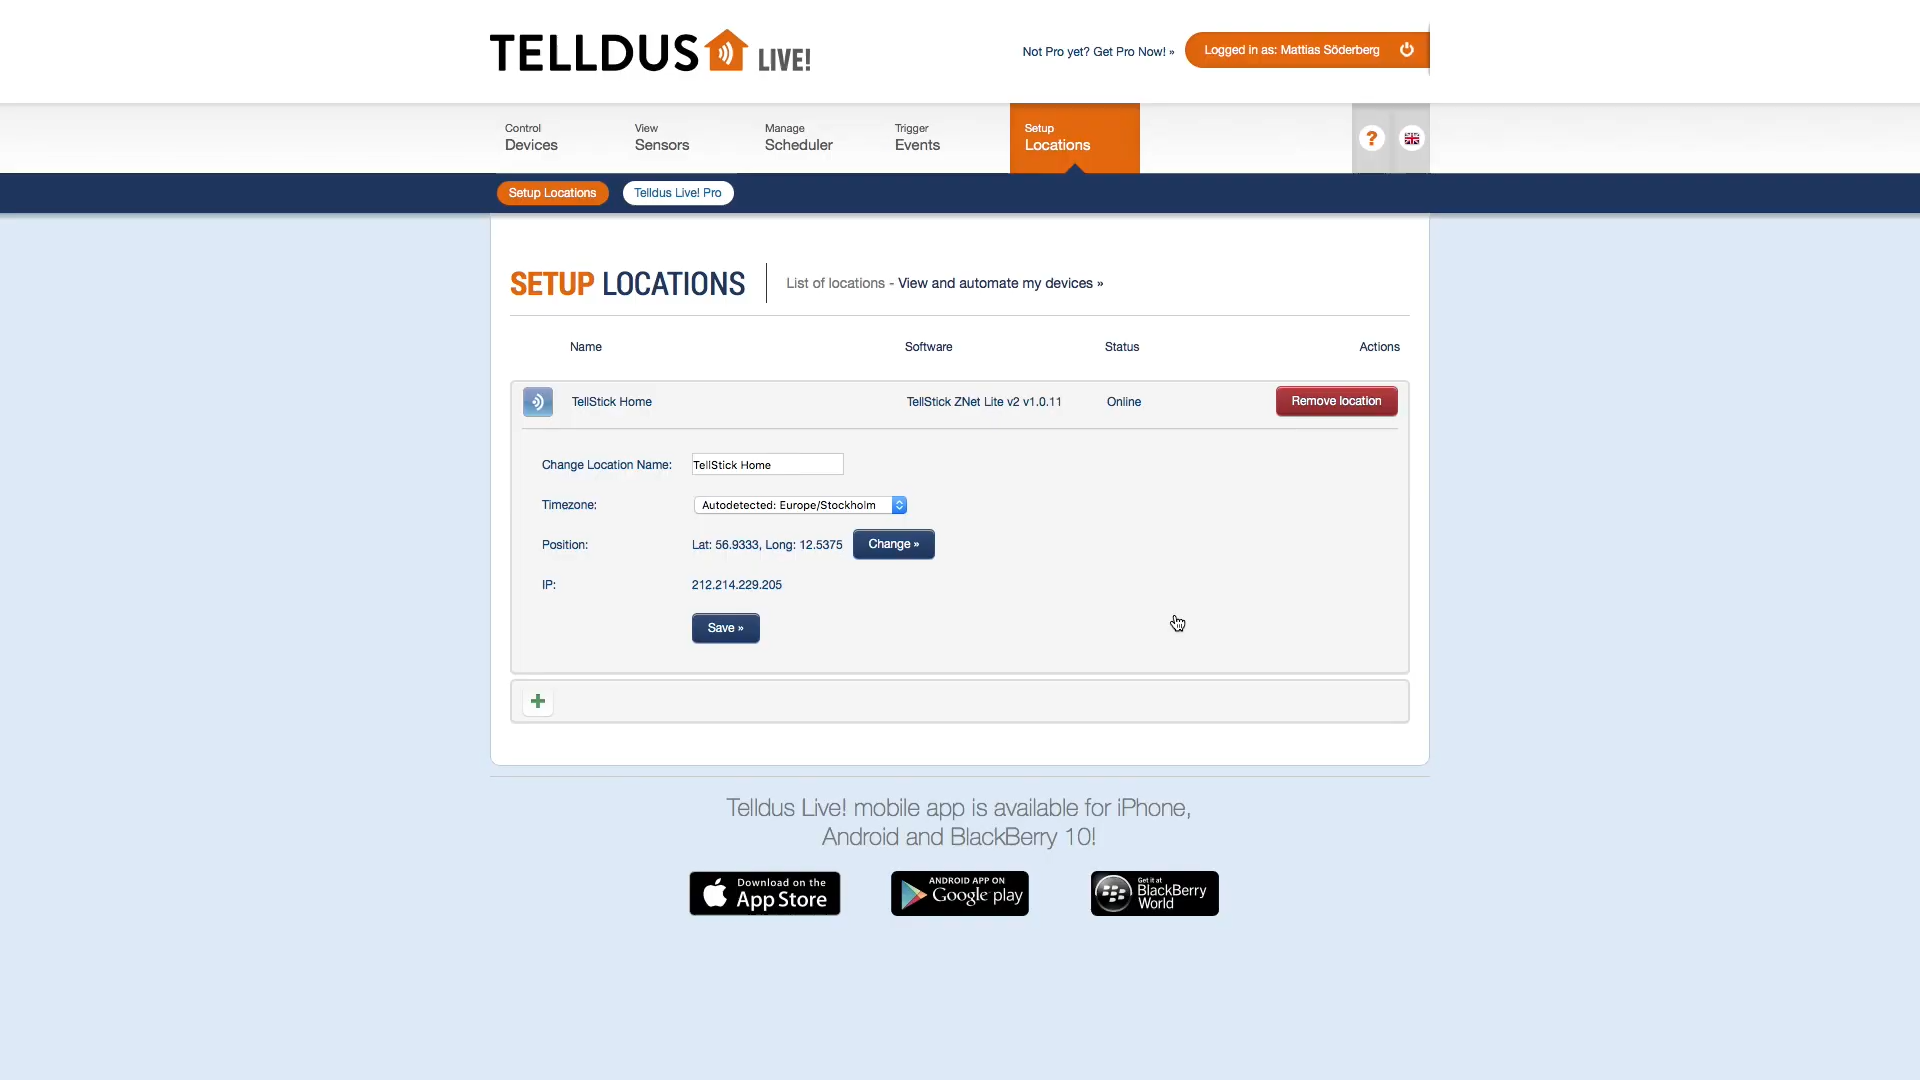 TELLDUS LIVE!
Not Pro yet? Get Pro Now! »
Logged in as: Mattias Söderberg
Control
Devices
View
Sensors
Manage
Scheduler
Trigger
Events
Setup
Locations
?
Setup Locations
Telldus Live! Pro
SETUP LOCATIONS
List of locations - View and automate my devices »
Name
Software
Status
Actions
TellStick Home
TellStick ZNet Lite v2 v1.0.11
Online
Remove location
Change Location Name:
TellStick Home
Timezone:
Autodetected: Europe/Stockholm
Position:
Lat: 56.9333, Long: 12.5375
Change »
IP:
212.214.229.205
Save »
Telldus Live! mobile app is available for iPhone,
Android and BlackBerry 10!
Download on the
App Store
ANDROID APP ON
Google play
Get it at
BlackBerry
World